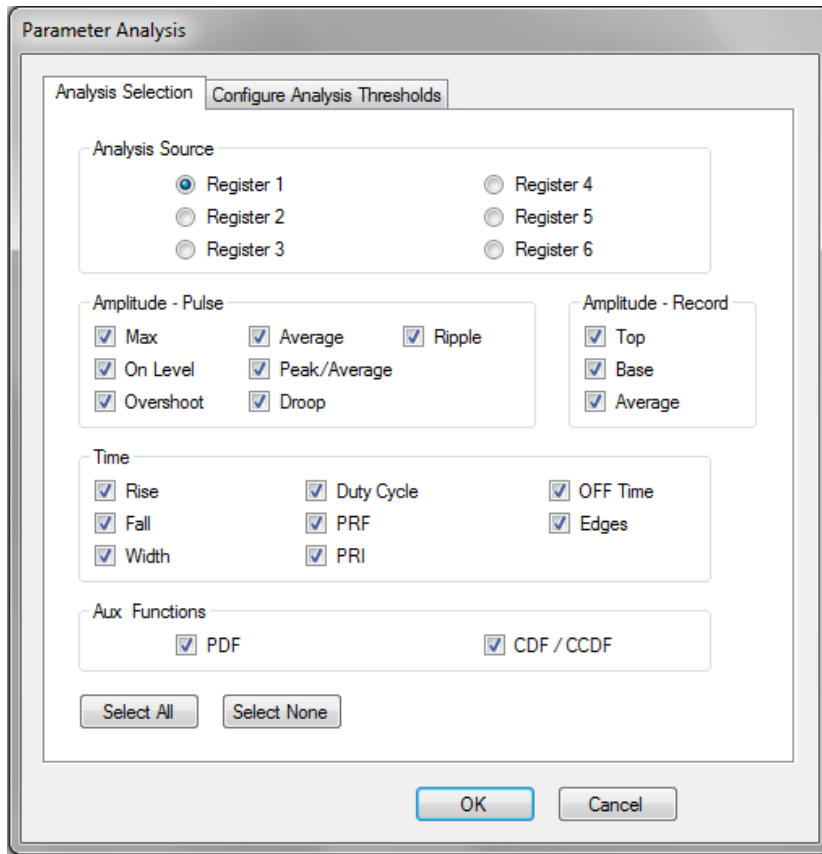 Parameter Analysis
Analysis Selection Configure Analysis Thresholds
Analysis Source
Register 1 Register 4
Register 2 Register 5
Register 3 Register 6
Amplitude - Pulse
Max Average Ripple
On Level Peak/Average
Overshoot Droop
Amplitude - Record
Top
Base
Average
Time
Rise Duty Cycle OFF Time
Fall PRF Edges
Width PRI
Aux Functions
PDF CDF / CCDF
Select All Select None
OK Cancel